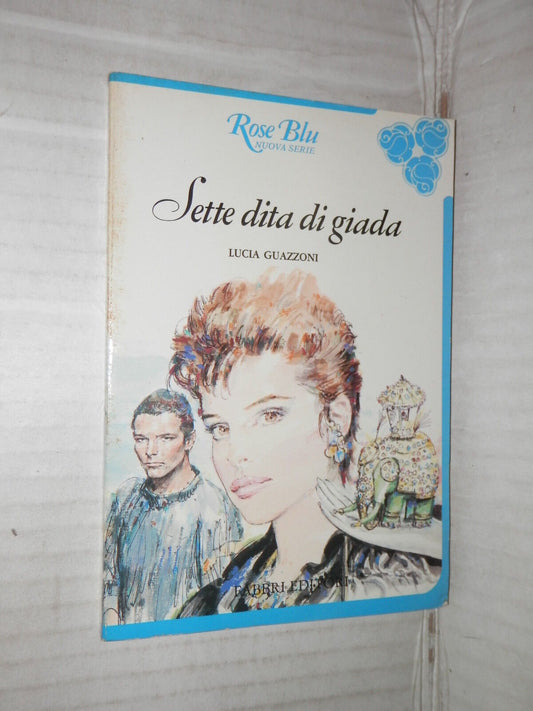 Rose Blu
NUOVA SERIE
Sette dita di giada
LUCIA GUAZZONI
FABBRI EDITORI